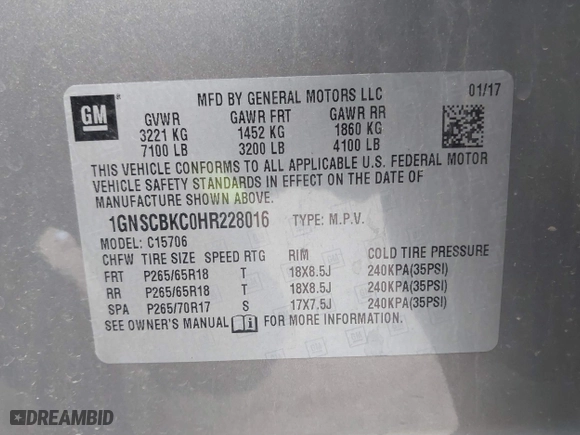 GM
MFD BY GENERAL MOTORS LLC 01/17
GVWR GAWR FRT GAWR RR
3221 KG 1452 KG 1860 KG
7100 LB 3200 LB 4100 LB
THIS VEHICLE CONFORMS TO ALL APPLICABLE U.S. FEDERAL MOTOR
VEHICLE SAFETY STANDARDS IN EFFECT ON THE DATE OF
MANUFACTURE SHOWN ABOVE.
1GNSCBKC0HR228016 TYPE: M.P.V.
MODEL: C15706
CHFW TIRE SIZE SPEED RTG RIM COLD TIRE PRESSURE
FRT P265/65R18 T 18X8.5J 240KPA(35PSI)
RR P265/65R18 T 18X8.5J 240KPA(35PSI)
SPA P265/70R17 S 17X7.5J 240KPA(35PSI)
SEE OWNER'S MANUAL FOR MORE INFORMATION.
DREAMBID